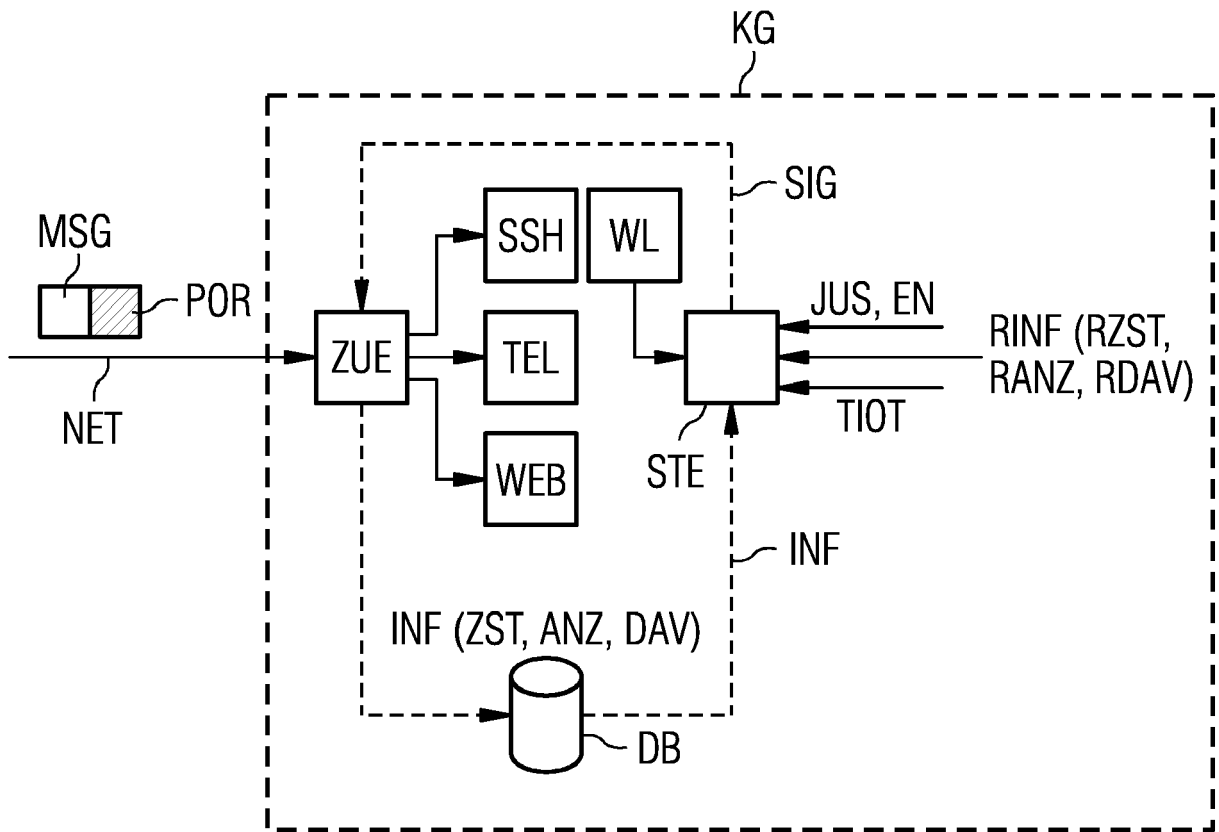 KG
SIG
MSG
SSH
WL
POR
JUS, EN
ZUE
TEL
RINF (RZST,
RANZ, RDAV)
NET
TIOT
STE
WEB
INF
INF (ZST, ANZ, DAV)
DB